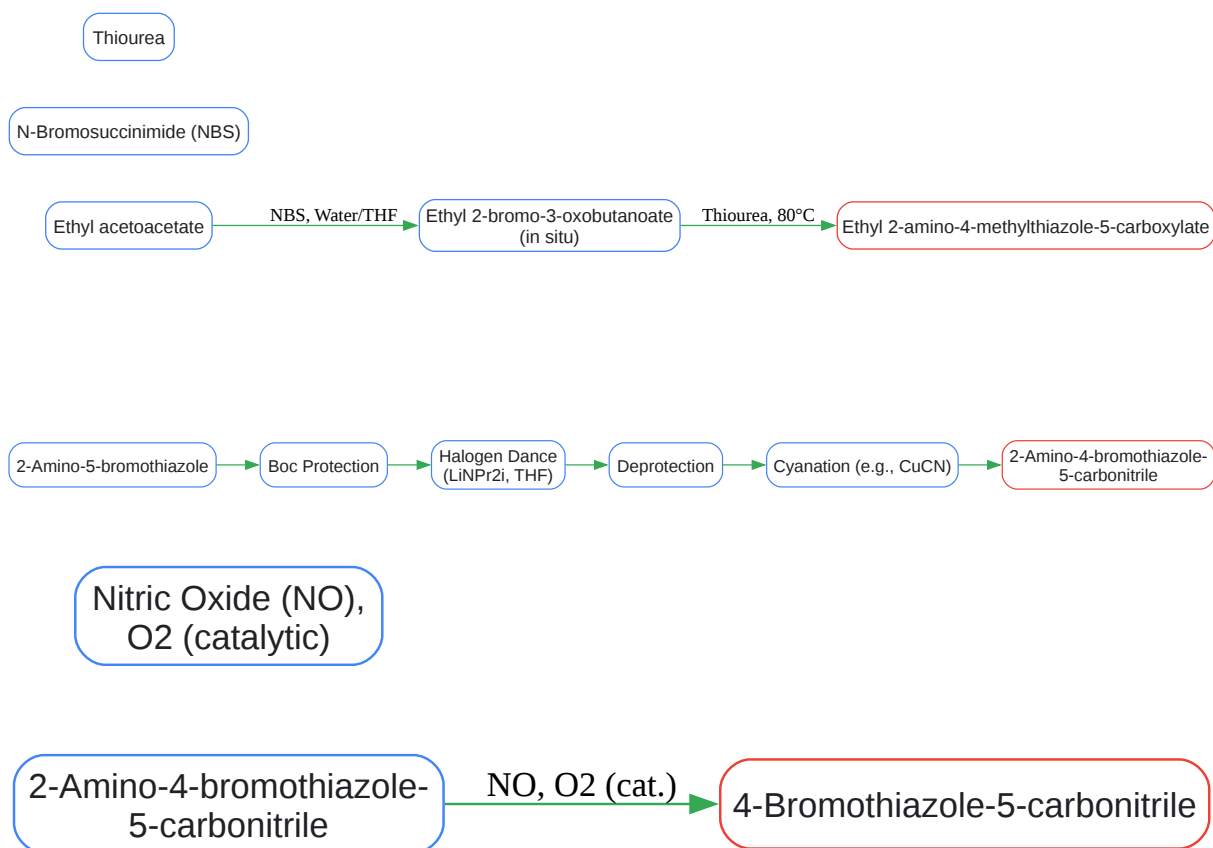 Thiourea
N-Bromosuccinimide (NBS)
Ethyl acetoacetate
NBS, Water/THF
Ethyl 2-bromo-3-oxobutanoate
(in situ)
Thiourea, 80°C
Ethyl 2-amino-4-methylthiazole-5-carboxylate
2-Amino-5-bromothiazole
Boc Protection
Halogen Dance
(LiNPr2i, THF)
Deprotection
Cyanation (e.g., CuCN)
2-Amino-4-bromothiazole-
5-carbonitrile
Nitric Oxide (NO),
O2 (catalytic)
2-Amino-4-bromothiazole-
5-carbonitrile
NO, O2 (cat.)
4-Bromothiazole-5-carbonitrile